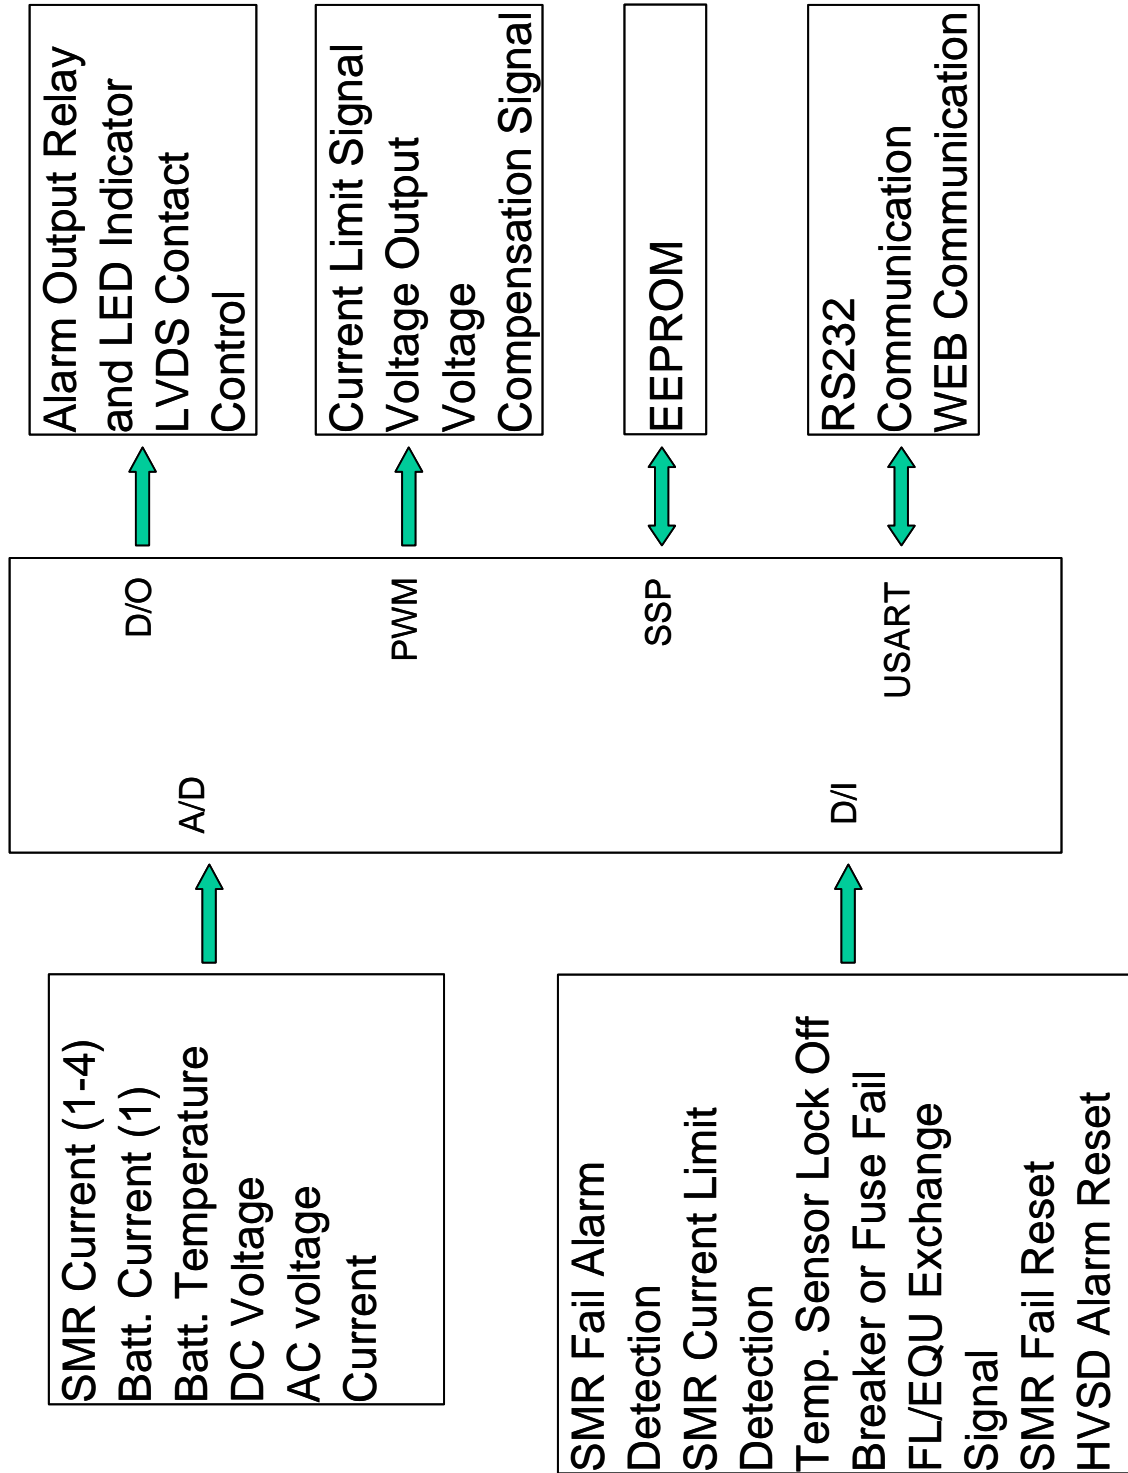 Alarm Output Relay
and LED Indicator
LVDS Contact
Control
Current Limit Signal
Voltage Output
Voltage
Compensation Signal
EEPROM
RS232
Communication
WEB Communication
D/O
PWM
SSP
USART
A/D
D/I
SMR Current (1-4)
Batt. Current (1)
Batt. Temperature
DC Voltage
AC voltage
Current
SMR Fail Alarm
Detection
SMR Current Limit
Detection
Temp. Sensor Lock Off
Breaker or Fuse Fail
FL/EQU Exchange
Signal
SMR Fail Reset
HVSD Alarm Reset